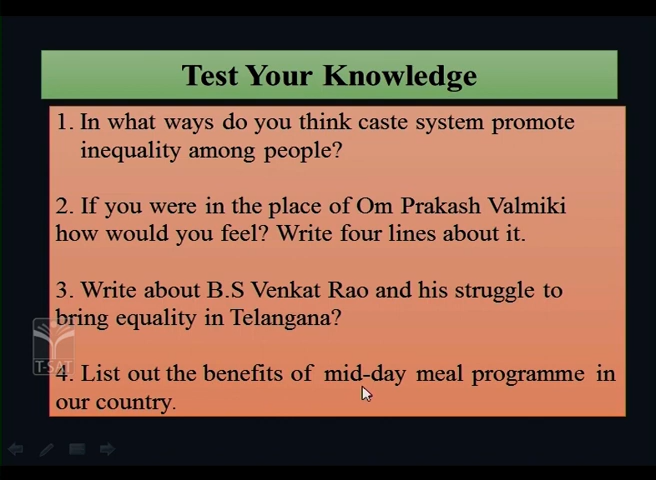 Test Your Knowledge
1. In what ways do you think caste system promote
inequality among people?
2. If you were in the place of Om Prakash Valmiki
how would you feel? Write four lines about it.
3. Write about B.S Venkat Rao and his struggle to
bring equality in Telangana?
T-SAT
4. List out the benefits of mid-day meal programme in
our country.